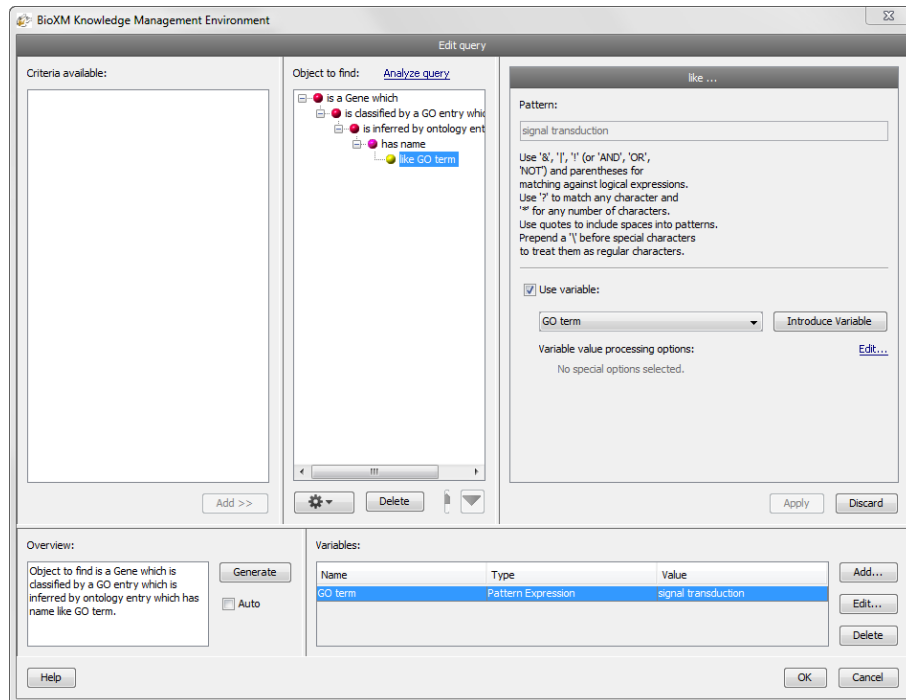 BioXM Knowledge Management Environment
Edit query
Criteria available:
Object to find:
Analyze query
is a Gene which
is classified by a GO entry whic
is inferred by ontology ent
has name
like GO term
like ...
Pattern:
signal transduction
Use '&', '|', '!' (or 'AND', 'OR',
'NOT') and parentheses for
matching against logical expressions.
Use '?' to match any character and
'*' for any number of characters.
Use quotes to include spaces into patterns.
Prepend a '\' before special characters
to treat them as regular characters.
Use variable:
GO term
Introduce Variable
Variable value processing options:
Edit...
No special options selected.
Add >>
Delete
Apply
Discard
Overview:
Object to find is a Gene which is
classified by a GO entry which is
inferred by ontology entry which has
name like GO term.
Generate
Auto
Variables:
Name Type Value
GO term Pattern Expression signal transduction
Add...
Edit...
Delete
Help
OK
Cancel